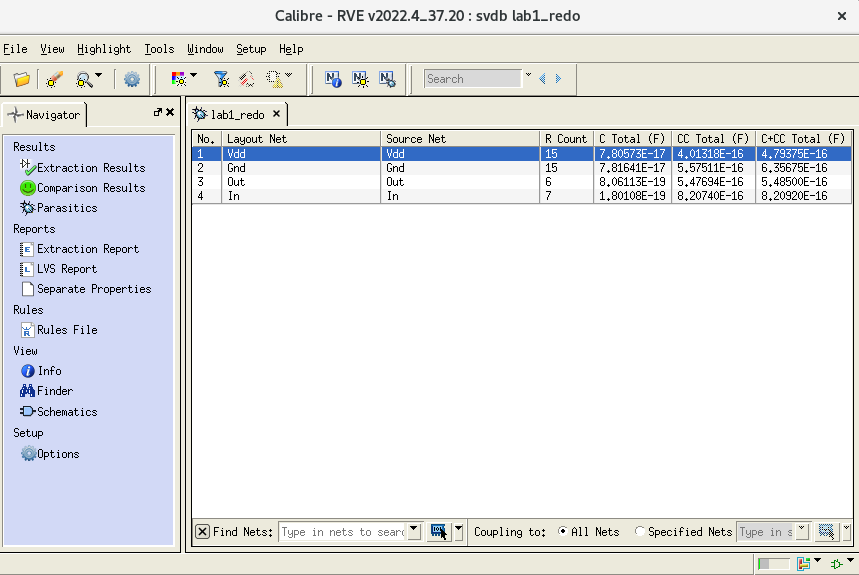 Calibre - RVE v2022.4_37.20 : svdb lab1_redo
File View Highlight Tools Window Setup Help
Search
Navigator
lab1_redo
Results
Extraction Results
Comparison Results
Parasitics
Reports
Extraction Report
LVS Report
Separate Properties
Rules
Rules File
View
Info
Finder
Schematics
Setup
Options
No. Layout Net Source Net R Count C Total (F) CC Total (F) C+CC Total (F)
1 Vdd Vdd 15 7.80573E-17 4.01318E-16 4.79375E-16
2 Gnd Gnd 15 7.81641E-17 5.57511E-16 6.35675E-16
3 Out Out 6 8.06113E-19 5.47694E-16 5.48500E-16
4 In In 7 1.80108E-19 8.20740E-16 8.20920E-16
Find Nets: Type in nets to searc Coupling to: All Nets Specified Nets Type in s